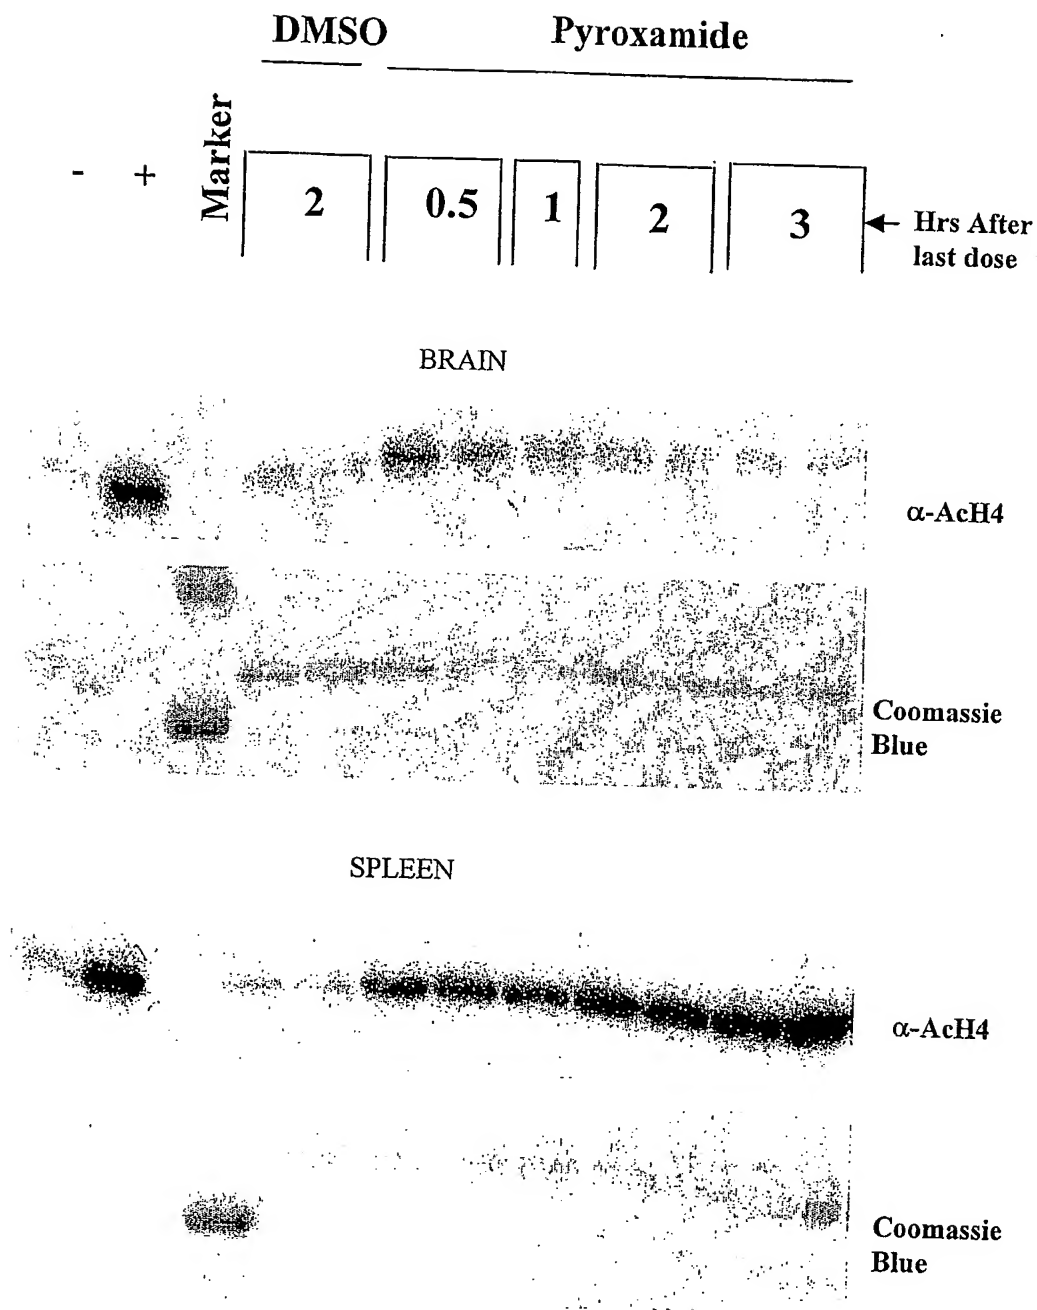 DMSO Pyroxamide
- + Marker 2 0.5 1 2 3 Hrs After
last dose
BRAIN
α-AcH4
Coomassie
Blue
SPLEEN
α-AcH4
Coomassie
Blue